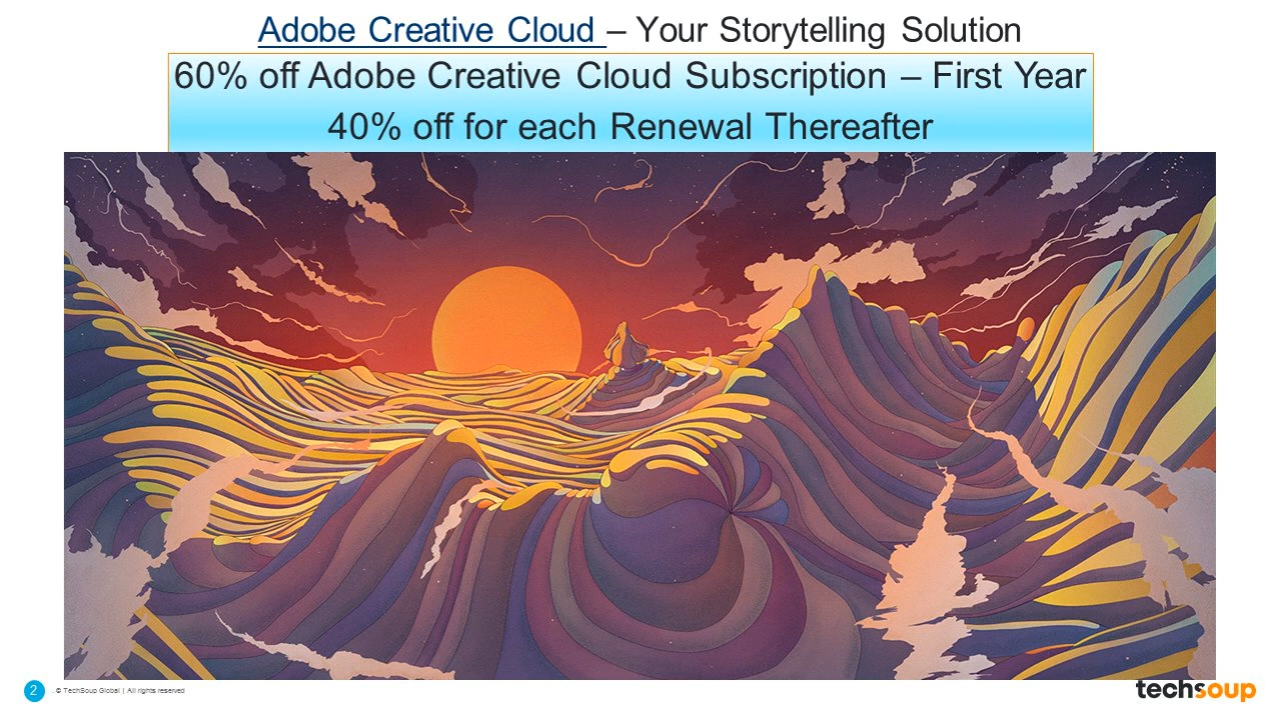 Adobe Creative Cloud – Your Storytelling Solution
60% off Adobe Creative Cloud Subscription – First Year
40% off for each Renewal Thereafter
2 . © TechSoup Global | All rights reserved
techsoup